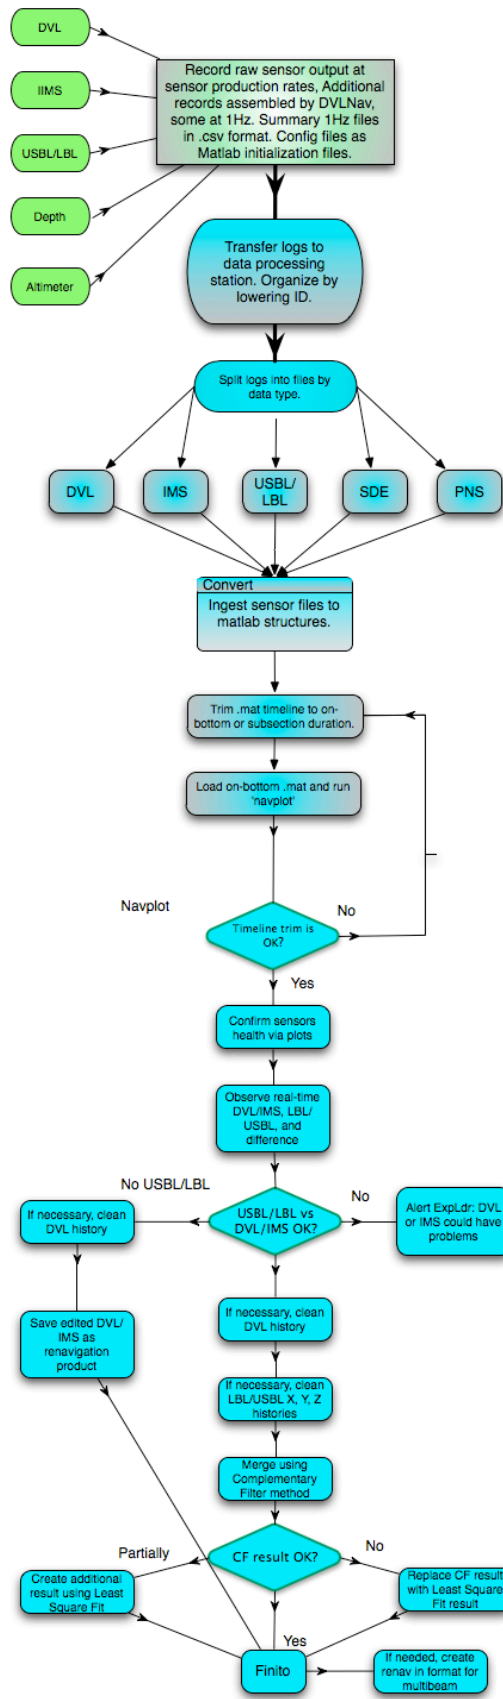 DVL
IIMS
USBL/LBL
Depth
Altimeter
Record raw sensor output at
sensor production rates, Additional
records assembled by DVLNav,
some at 1Hz. Summary 1Hz files
in .csv format. Config files as
Matlab initialization files.
Transfer logs to
data processing
station. Organize by
lowering ID.
Split logs into files by
data type.
DVL
IMS
USBL/
LBL
SDE
PNS
Convert
Ingest sensor files to
matlab structures.
Trim .mat timeline to on-
bottom or subsection duration.
Load on-bottom .mat and run
'navplot'
Navplot
No
Timeline trim is
OK?
Yes
Confirm sensors
health via plots
Observe real-time
DVL/IMS, LBL/
USBL, and
difference
No USBL/LBL
No
If necessary, clean
DVL history
USBL/LBL vs
DVL/IMS OK?
Alert ExpLdr: DVL
or IMS could have
problems
If necessary, clean
DVL history
Save edited DVL/
IMS as
renavigation
product
If necessary, clean
LBL/USBL X, Y, Z
histories
Merge using
Complementary
Filter method
Partially
CF result OK?
No
Create additional
result using Least
Square Fit
Replace CF result
with Least Square
Fit result
Yes
Finito
If needed, create
renav in format for
multibeam